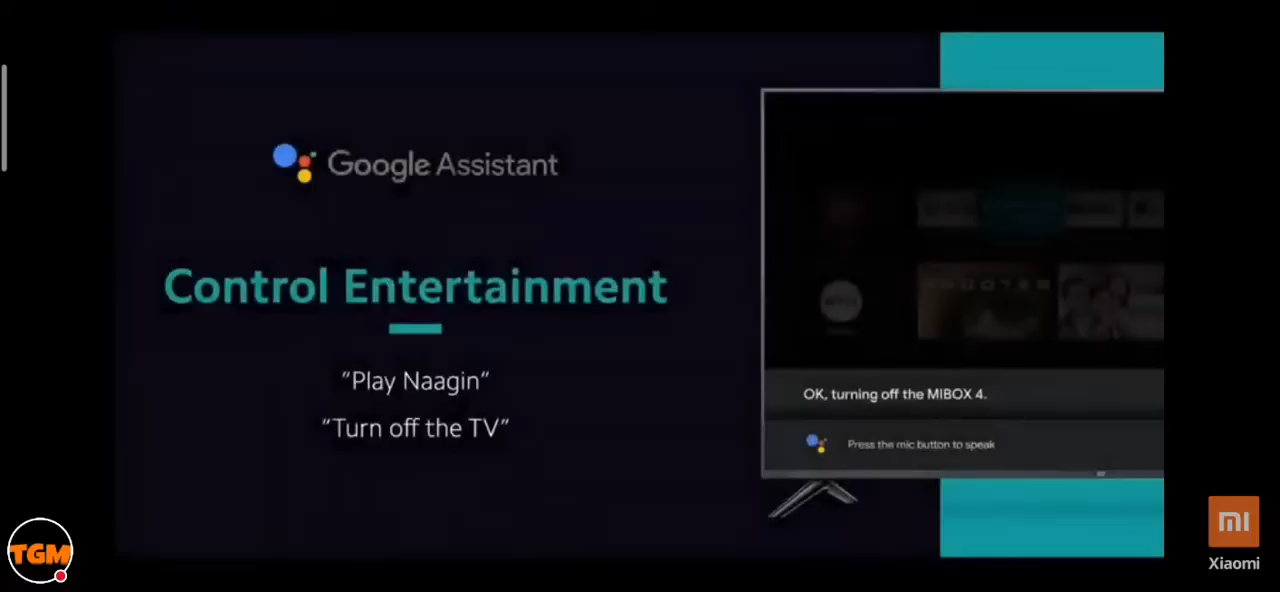 Google Assistant
Control Entertainment
“Play Naagin”
“Turn off the TV”
OK, turning off the MIBOX 4.
Press the mic button to speak
TGM
mi
Xiaomi